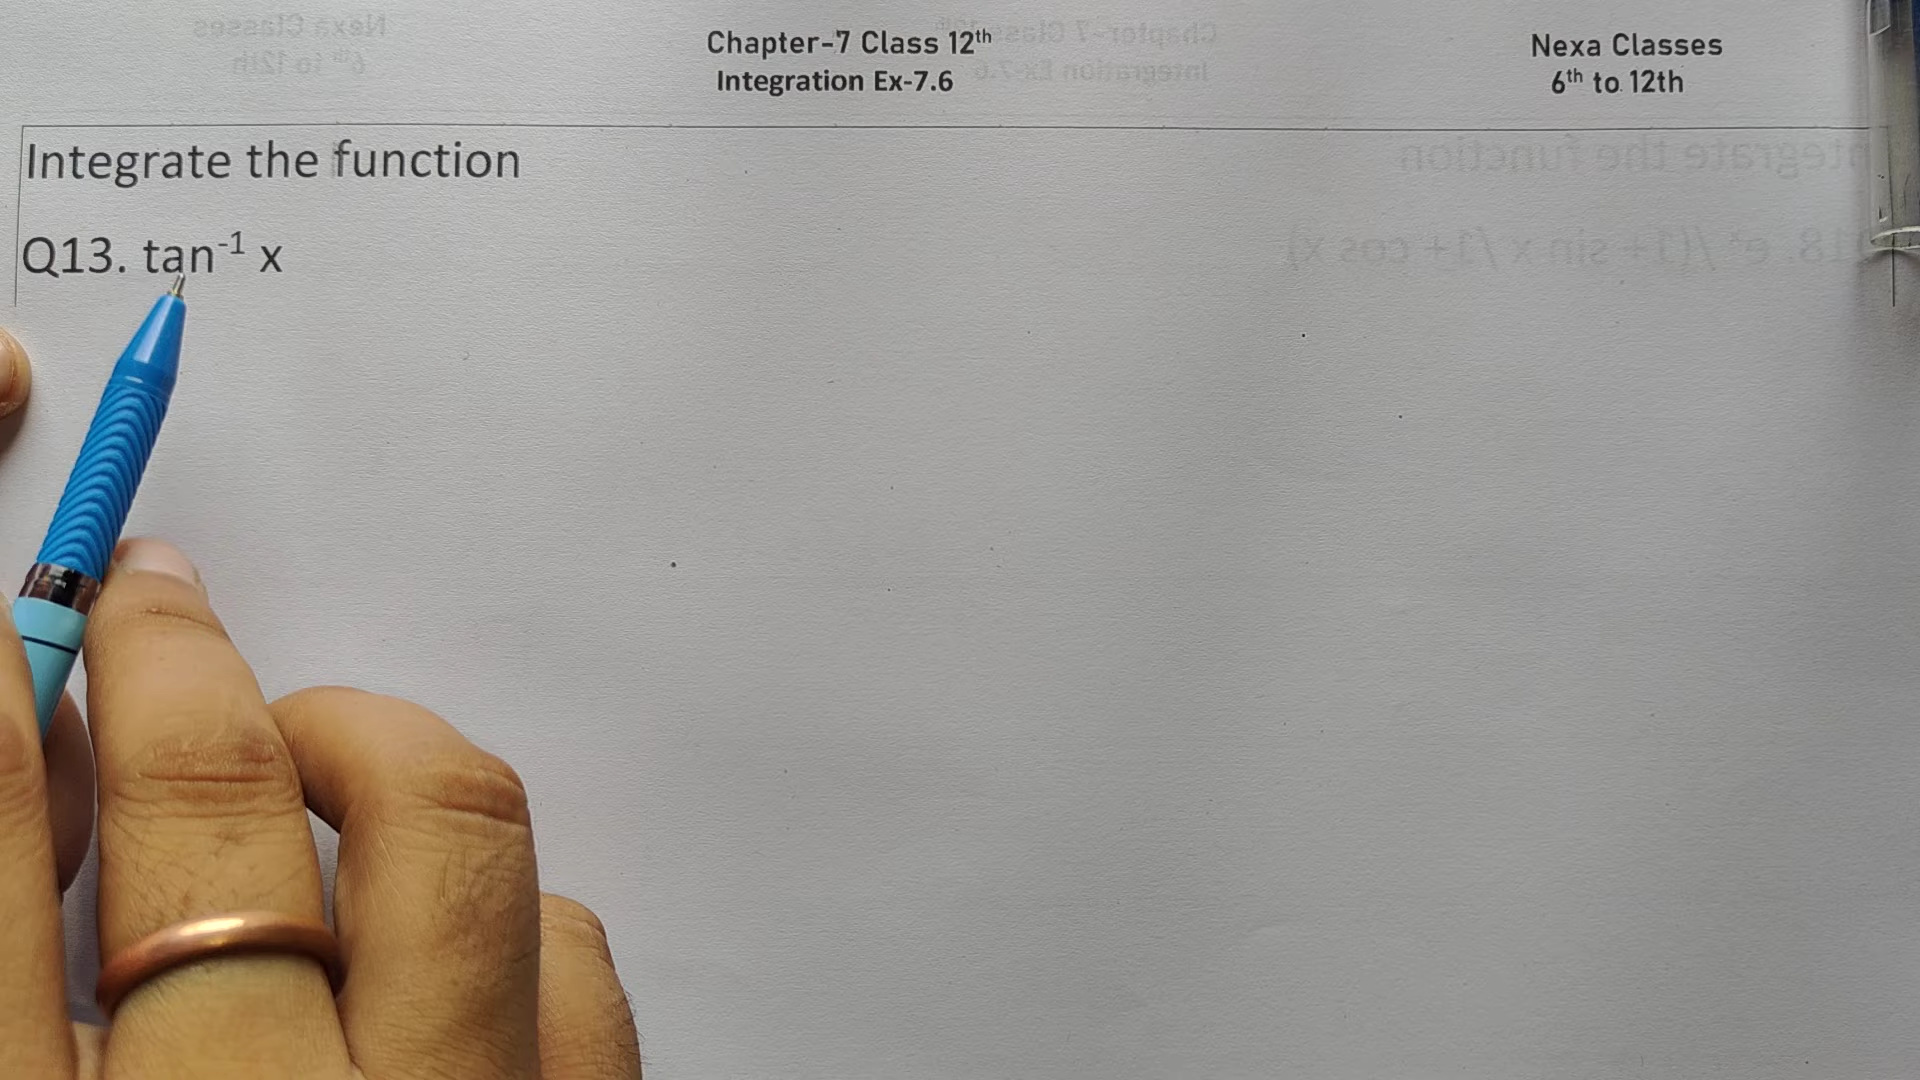 Chapter-7 Class 12th
Integration Ex-7.6
Nexa Classes
6th to 12th
Integrate the function
Q13. tan⁻¹ x